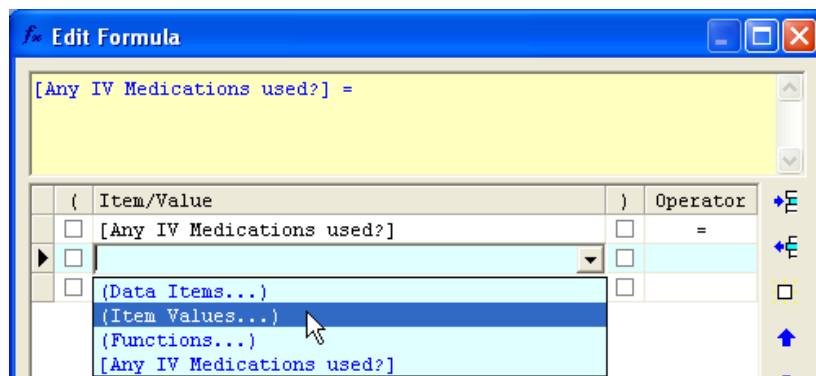 fx Edit Formula
[Any IV Medications used?] =
( Item/Value ) Operator
[Any IV Medications used?] =
(Data Items...)
(Item Values...)
(Functions...)
[Any IV Medications used?]